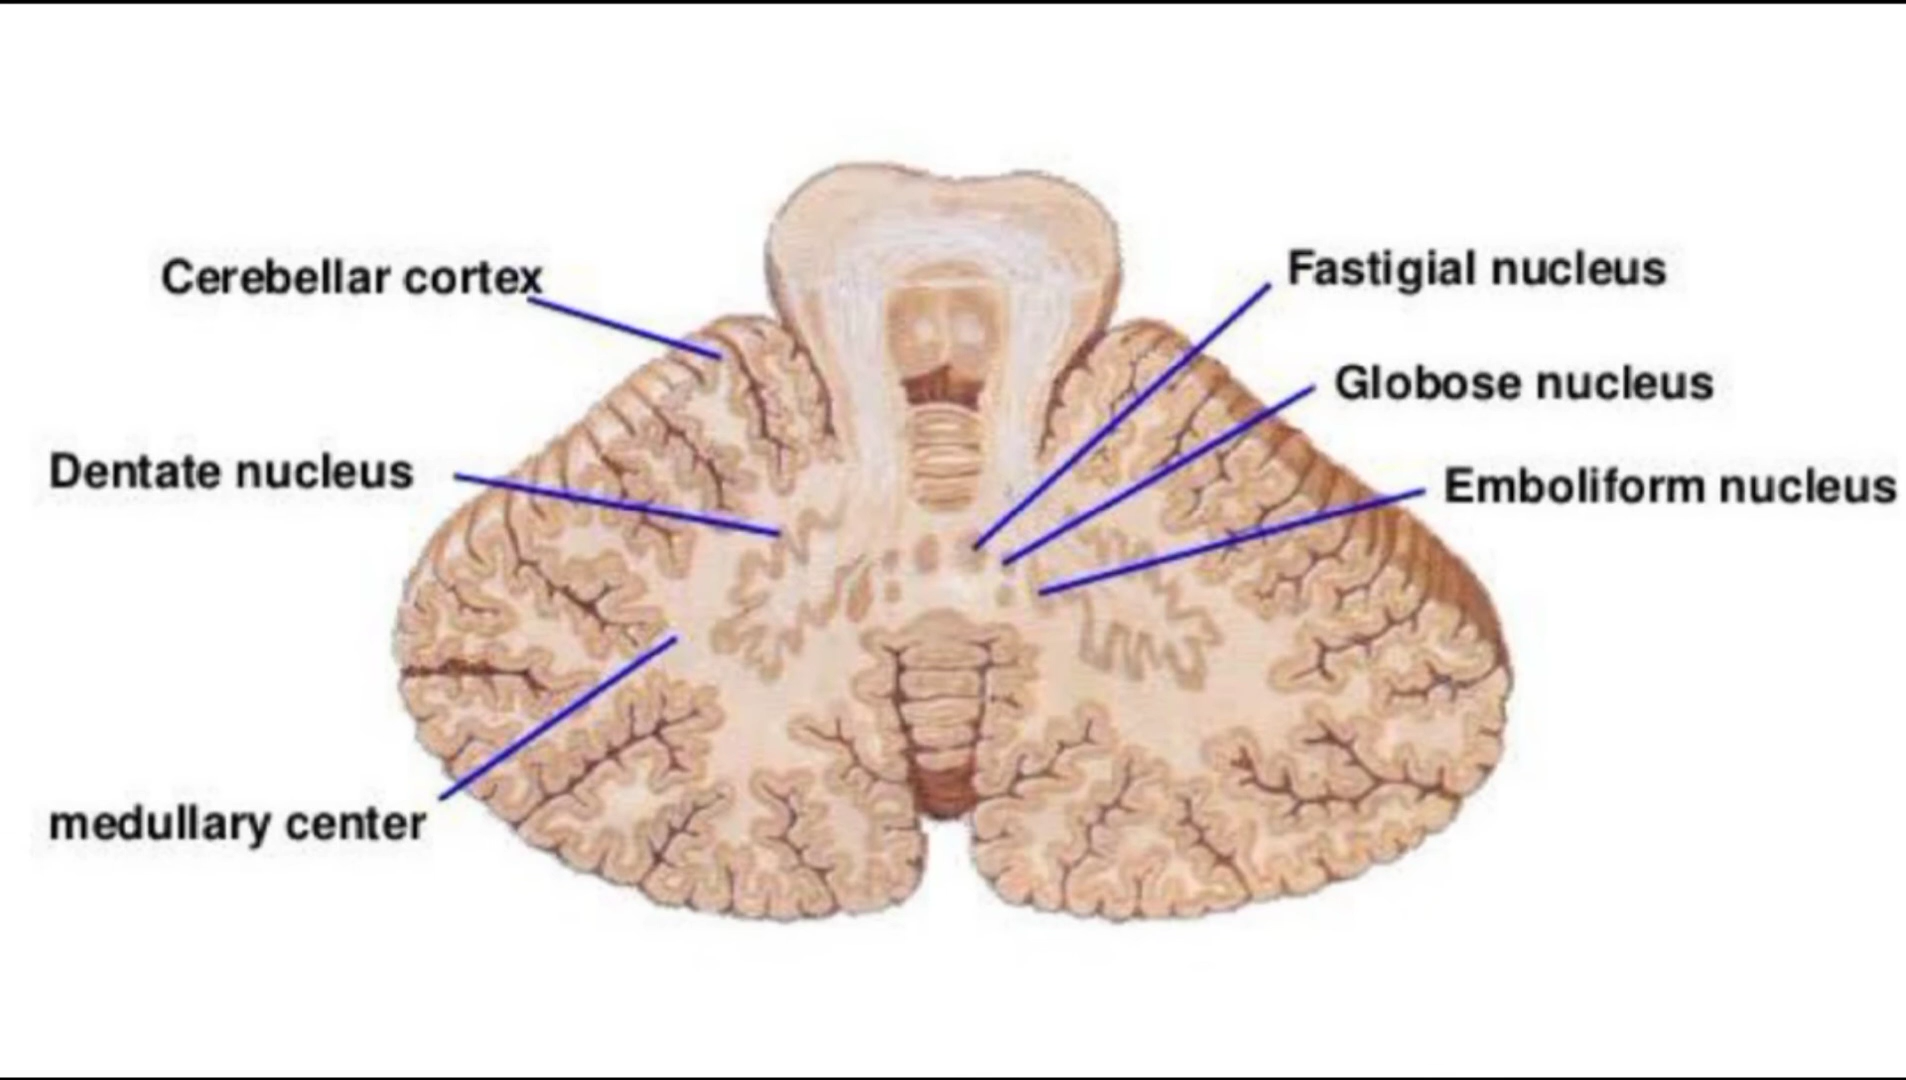 Cerebellar cortex
Fastigial nucleus
Globose nucleus
Dentate nucleus
Emboliform nucleus
medullary center